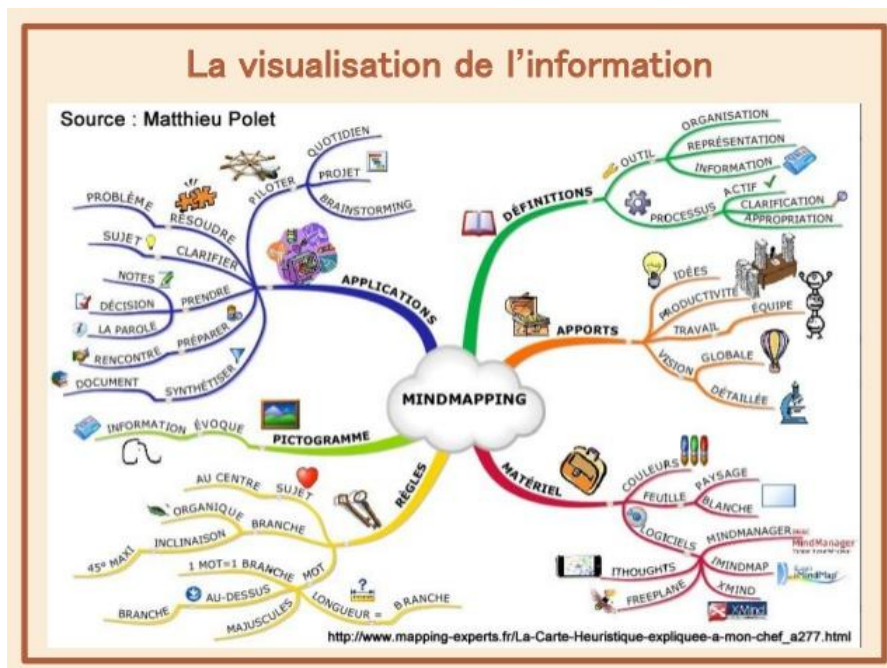 La visualisation de l'information
Source : Matthieu Polet
MINDMAPPING
DÉFINITIONS
OUTIL
ORGANISATION
REPRÉSENTATION
INFORMATION
PROCESSUS
ACTIF
CLARIFICATION
APPROPRIATION
APPORTS
IDÉES
PRODUCTIVITÉ
TRAVAIL
ÉQUIPE
VISION
GLOBALE
DÉTAILLÉE
MATÉRIEL
COULEURS
FEUILLE
PAYSAGE
BLANCHE
LOGICIELS
MINDMANAGER
MindManager
IMINDMAP
iMindMap
XMIND
XMind
FREEPLANE
ITHOUGHTS
RÈGLES
SUJET
AU CENTRE
BRANCHE
ORGANIQUE
INCLINAISON
45° MAXI
MOT
1 MOT=1 BRANCHE
AU-DESSUS
BRANCHE
MAJUSCULES
LONGUEUR =
BRANCHE
PICTOGRAMME
ÉVOQUE
INFORMATION
APPLICATIONS
PILOTER
QUOTIDIEN
PROJET
BRAINSTORMING
RÉSOUDRE
PROBLÈME
CLARIFIER
SUJET
PRENDRE
NOTES
DÉCISION
LA PAROLE
PRÉPARER
RENCONTRE
SYNTHÉTISER
DOCUMENT
http://www.mapping-experts.fr/La-Carte-Heuristique-expliquee-a-mon-chef_a277.html